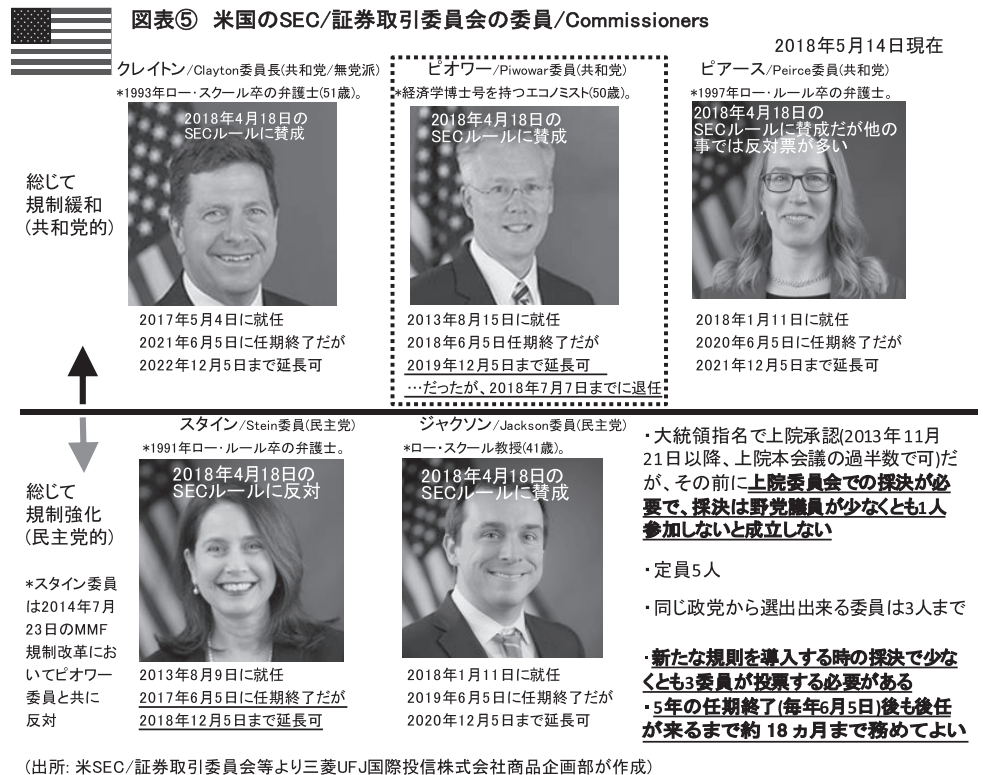 図表⑤ 米国のSEC/証券取引委員会の委員/Commissioners
2018年5月14日現在
クレイトン/Clayton委員長(共和党/無党派)
*1993年ロー・スクール卒の弁護士(51歳)。
2018年4月18日の
SECルールに賛成
2017年5月4日に就任
2021年6月5日に任期終了だが
2022年12月5日まで延長可
ピオワー/Piwowar委員(共和党)
*経済学博士号を持つエコノミスト(50歳)。
2018年4月18日の
SECルールに賛成
2013年8月15日に就任
2018年6月5日任期終了だが
2019年12月5日まで延長可
…だったが、2018年7月7日までに退任
ピアース/Peirce委員(共和党)
*1997年ロー・ルール卒の弁護士。
2018年4月18日の
SECルールに賛成だが他の
事では反対票が多い
2018年1月11日に就任
2020年6月5日に任期終了だが
2021年12月5日まで延長可
総じて
規制緩和
(共和党的)
総じて
規制強化
(民主党的)
*スタイン委員
は2014年7月
23日のMMF
規制改革にお
いてピオワー
委員と共に
反対
スタイン/Stein委員(民主党)
*1991年ロー・ルール卒の弁護士。
2018年4月18日の
SECルールに反対
2013年8月9日に就任
2017年6月5日に任期終了だが
2018年12月5日まで延長可
ジャクソン/Jackson委員(民主党)
*ロー・スクール教授(41歳)。
2018年4月18日の
SECルールに賛成
2018年1月11日に就任
2019年6月5日に任期終了だが
2020年12月5日まで延長可
・大統領指名で上院承認(2013年11月
21日以降、上院本会議の過半数で可)だ
が、その前に上院委員会での採決が必
要で、採決は野党議員が少なくとも1人
参加しないと成立しない
・定員5人
・同じ政党から選出出来る委員は3人まで
・新たな規則を導入する時の採決で少な
くとも3委員が投票する必要がある
・5年の任期終了(毎年6月5日)後も後任
が来るまで約 18 ヵ月まで務めてよい
(出所: 米SEC/証券取引委員会等より三菱UFJ国際投信株式会社商品企画部が作成)